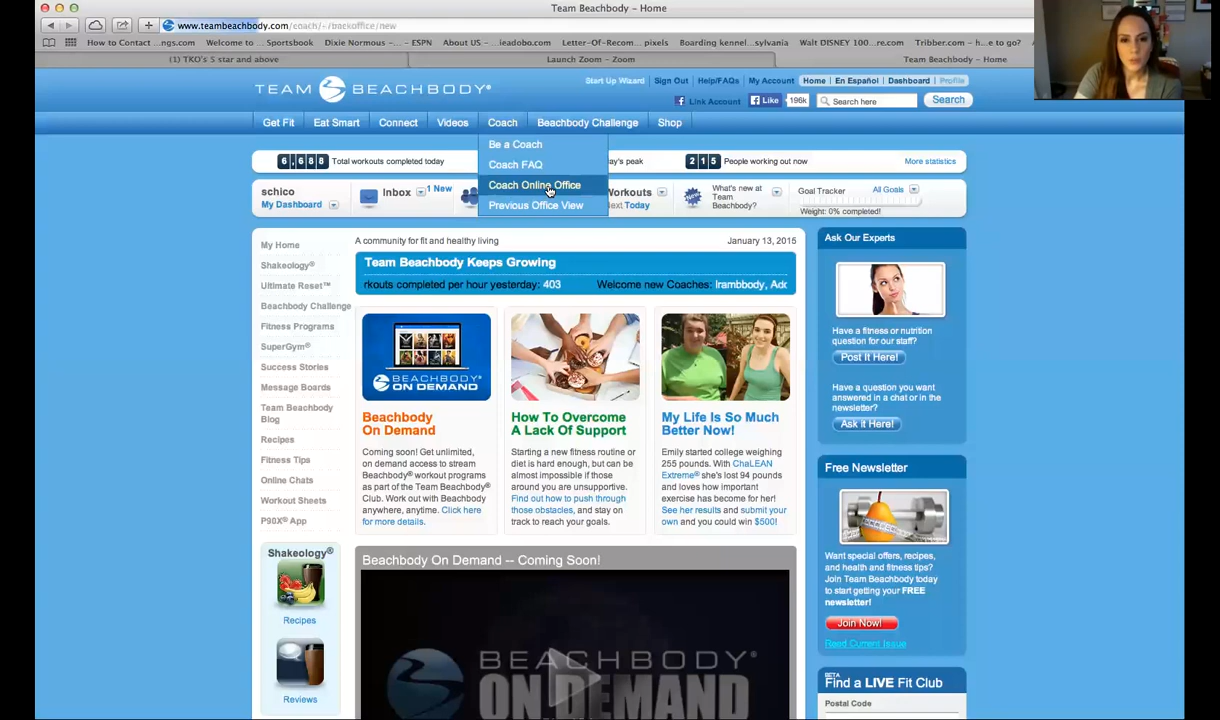 Team Beachbody - Home
www.teambeachbody.com/coach/-/backoffice/new
How to Contact ...ngs.com
Welcome to ... Sportsbook
Dixie Normous - — ESPN
About US - ...ieadobo.com
Letter-Of-Recom... pixels
Boarding kennel...sylvania
Walt DISNEY 100...re.com
Tribber.com - h...e to go?
(1) TKO's 5 star and above
Launch Zoom - Zoom
Team Beachbody - Home
TEAM BEACHBODY
Start Up Wizard
Sign Out
Help/FAQs
My Account
Home
En Español
Dashboard
Profile
Link Account
Like
196k
Search here
Search
Get Fit
Eat Smart
Connect
Videos
Coach
Beachbody Challenge
Shop
Be a Coach
Coach FAQ
Coach Online Office
Previous Office View
6,688 Total workouts completed today
day's peak
215 People working out now
More statistics
schico
My Dashboard
Inbox
1 New
Workouts
Next Today
What's new at
Team
Beachbody?
Goal Tracker
All Goals
Weight: 0% completed!
My Home
Shakeology®
Ultimate Reset™
Beachbody Challenge
Fitness Programs
SuperGym®
Success Stories
Message Boards
Team Beachbody
Blog
Recipes
Fitness Tips
Online Chats
Workout Sheets
P90X® App
Shakeology®
Recipes
Reviews
A community for fit and healthy living
January 13, 2015
Team Beachbody Keeps Growing
rkouts completed per hour yesterday: 403
Welcome new Coaches: Irambbody, Adc
BEACHBODY
ON DEMAND
Beachbody
On Demand
Coming soon! Get unlimited,
on demand access to stream
Beachbody® workout programs
as part of the Team Beachbody®
Club. Work out with Beachbody
anywhere, anytime. Click here
for more details.
How To Overcome
A Lack Of Support
Starting a new fitness routine or
diet is hard enough, but can be
almost impossible if those
around you are unsupportive.
Find out how to push through
those obstacles, and stay on
track to reach your goals.
My Life Is So Much
Better Now!
Emily started college weighing
255 pounds. With ChaLEAN
Extreme® she's lost 94 pounds
and loves how important
exercise has become for her!
See her results and submit your
own and you could win $500!
Beachbody On Demand -- Coming Soon!
BEACHBODY®
ON DEMAND
Ask Our Experts
Have a fitness or nutrition
question for our staff?
Post It Here!
Have a question you want
answered in a chat or in the
newsletter?
Ask it Here!
Free Newsletter
Want special offers, recipes,
and health and fitness tips?
Join Team Beachbody today
to start getting your FREE
newsletter!
Join Now!
Read Current Issue
BETA
Find a LIVE Fit Club
Postal Code